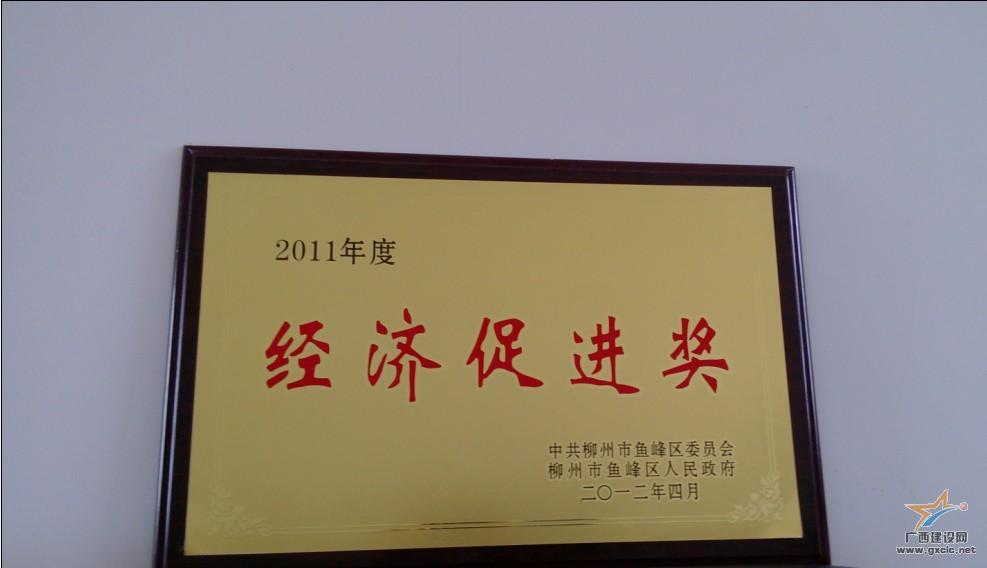 2011年度
经济促进奖
中共柳州市鱼峰区委员会
柳州市鱼峰区人民政府
二〇一二年四月
广西建设网
www.gxcic.net